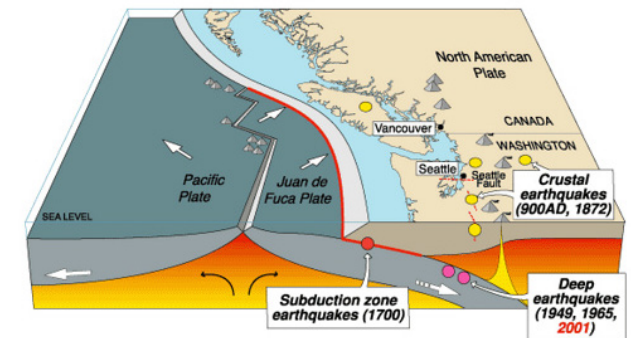 North American
Plate
CANADA
Vancouver
WASHINGTON
Seattle
Seattle
Fault
Pacific
Plate
Juan de
Fuca Plate
Crustal
earthquakes
(900AD, 1872)
SEA LEVEL
Subduction zone
earthquakes (1700)
Deep
earthquakes
(1949, 1965,
2001)